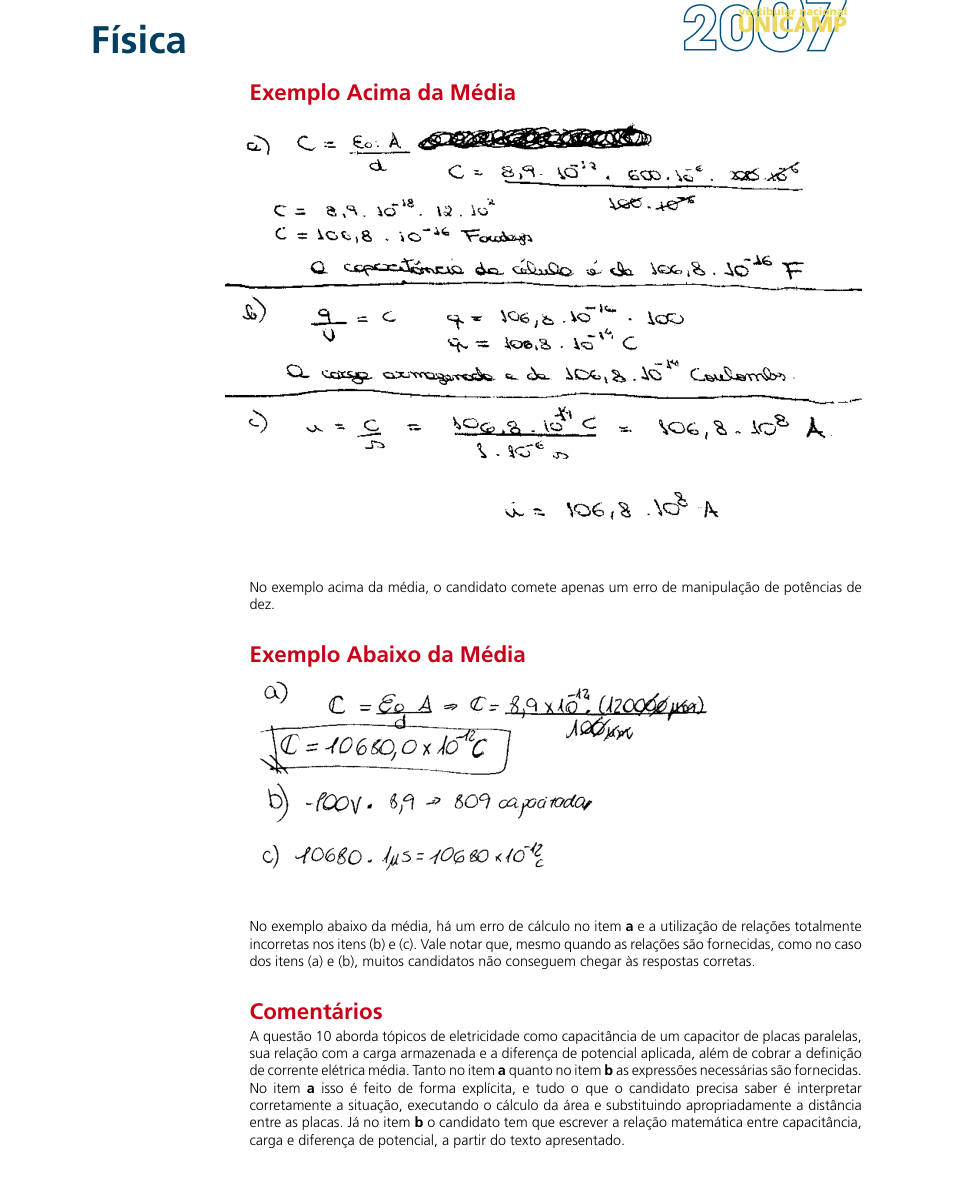 Física
vestibular nacional
UNICAMP
2007
Exemplo Acima da Média
a) C = ε₀ . A / d
C = 8,9 . 10⁻¹² . 600 . 10⁻⁶ .
C = 8,9 . 10⁻¹⁸ . 12 . 10²
C = 106,8 . 10⁻¹⁶ Faradays
A capacitância da célula é de 106,8 . 10⁻¹⁶ F
b) q / U = C q = 106,8 . 10⁻¹⁶ . 100
q = 106,8 . 10⁻¹⁴ C
A carga armazenada é de 106,8 . 10⁻¹⁴ Coulombs.
c) i = C / s = 106,8 . 10⁻¹⁴ C / 1 . 10⁻⁶ s = 106,8 . 10⁸ A
i = 106,8 . 10⁸ A
No exemplo acima da média, o candidato comete apenas um erro de manipulação de potências de
dez.
Exemplo Abaixo da Média
a) C = ε₀ A / d ⇒ C = 8,9 x 10⁻¹² . (120000 µm) / 100 µm
C = 10680,0 x 10⁻¹² C
b) -100V . 8,9 → 809 capacitador
c) 10680 . 1µs = 10680 x 10⁻¹² C
No exemplo abaixo da média, há um erro de cálculo no item a e a utilização de relações totalmente
incorretas nos itens (b) e (c). Vale notar que, mesmo quando as relações são fornecidas, como no caso
dos itens (a) e (b), muitos candidatos não conseguem chegar às respostas corretas.
Comentários
A questão 10 aborda tópicos de eletricidade como capacitância de um capacitor de placas paralelas,
sua relação com a carga armazenada e a diferença de potencial aplicada, além de cobrar a definição
de corrente elétrica média. Tanto no item a quanto no item b as expressões necessárias são fornecidas.
No item a isso é feito de forma explícita, e tudo o que o candidato precisa saber é interpretar
corretamente a situação, executando o cálculo da área e substituindo apropriadamente a distância
entre as placas. Já no item b o candidato tem que escrever a relação matemática entre capacitância,
carga e diferença de potencial, a partir do texto apresentado.